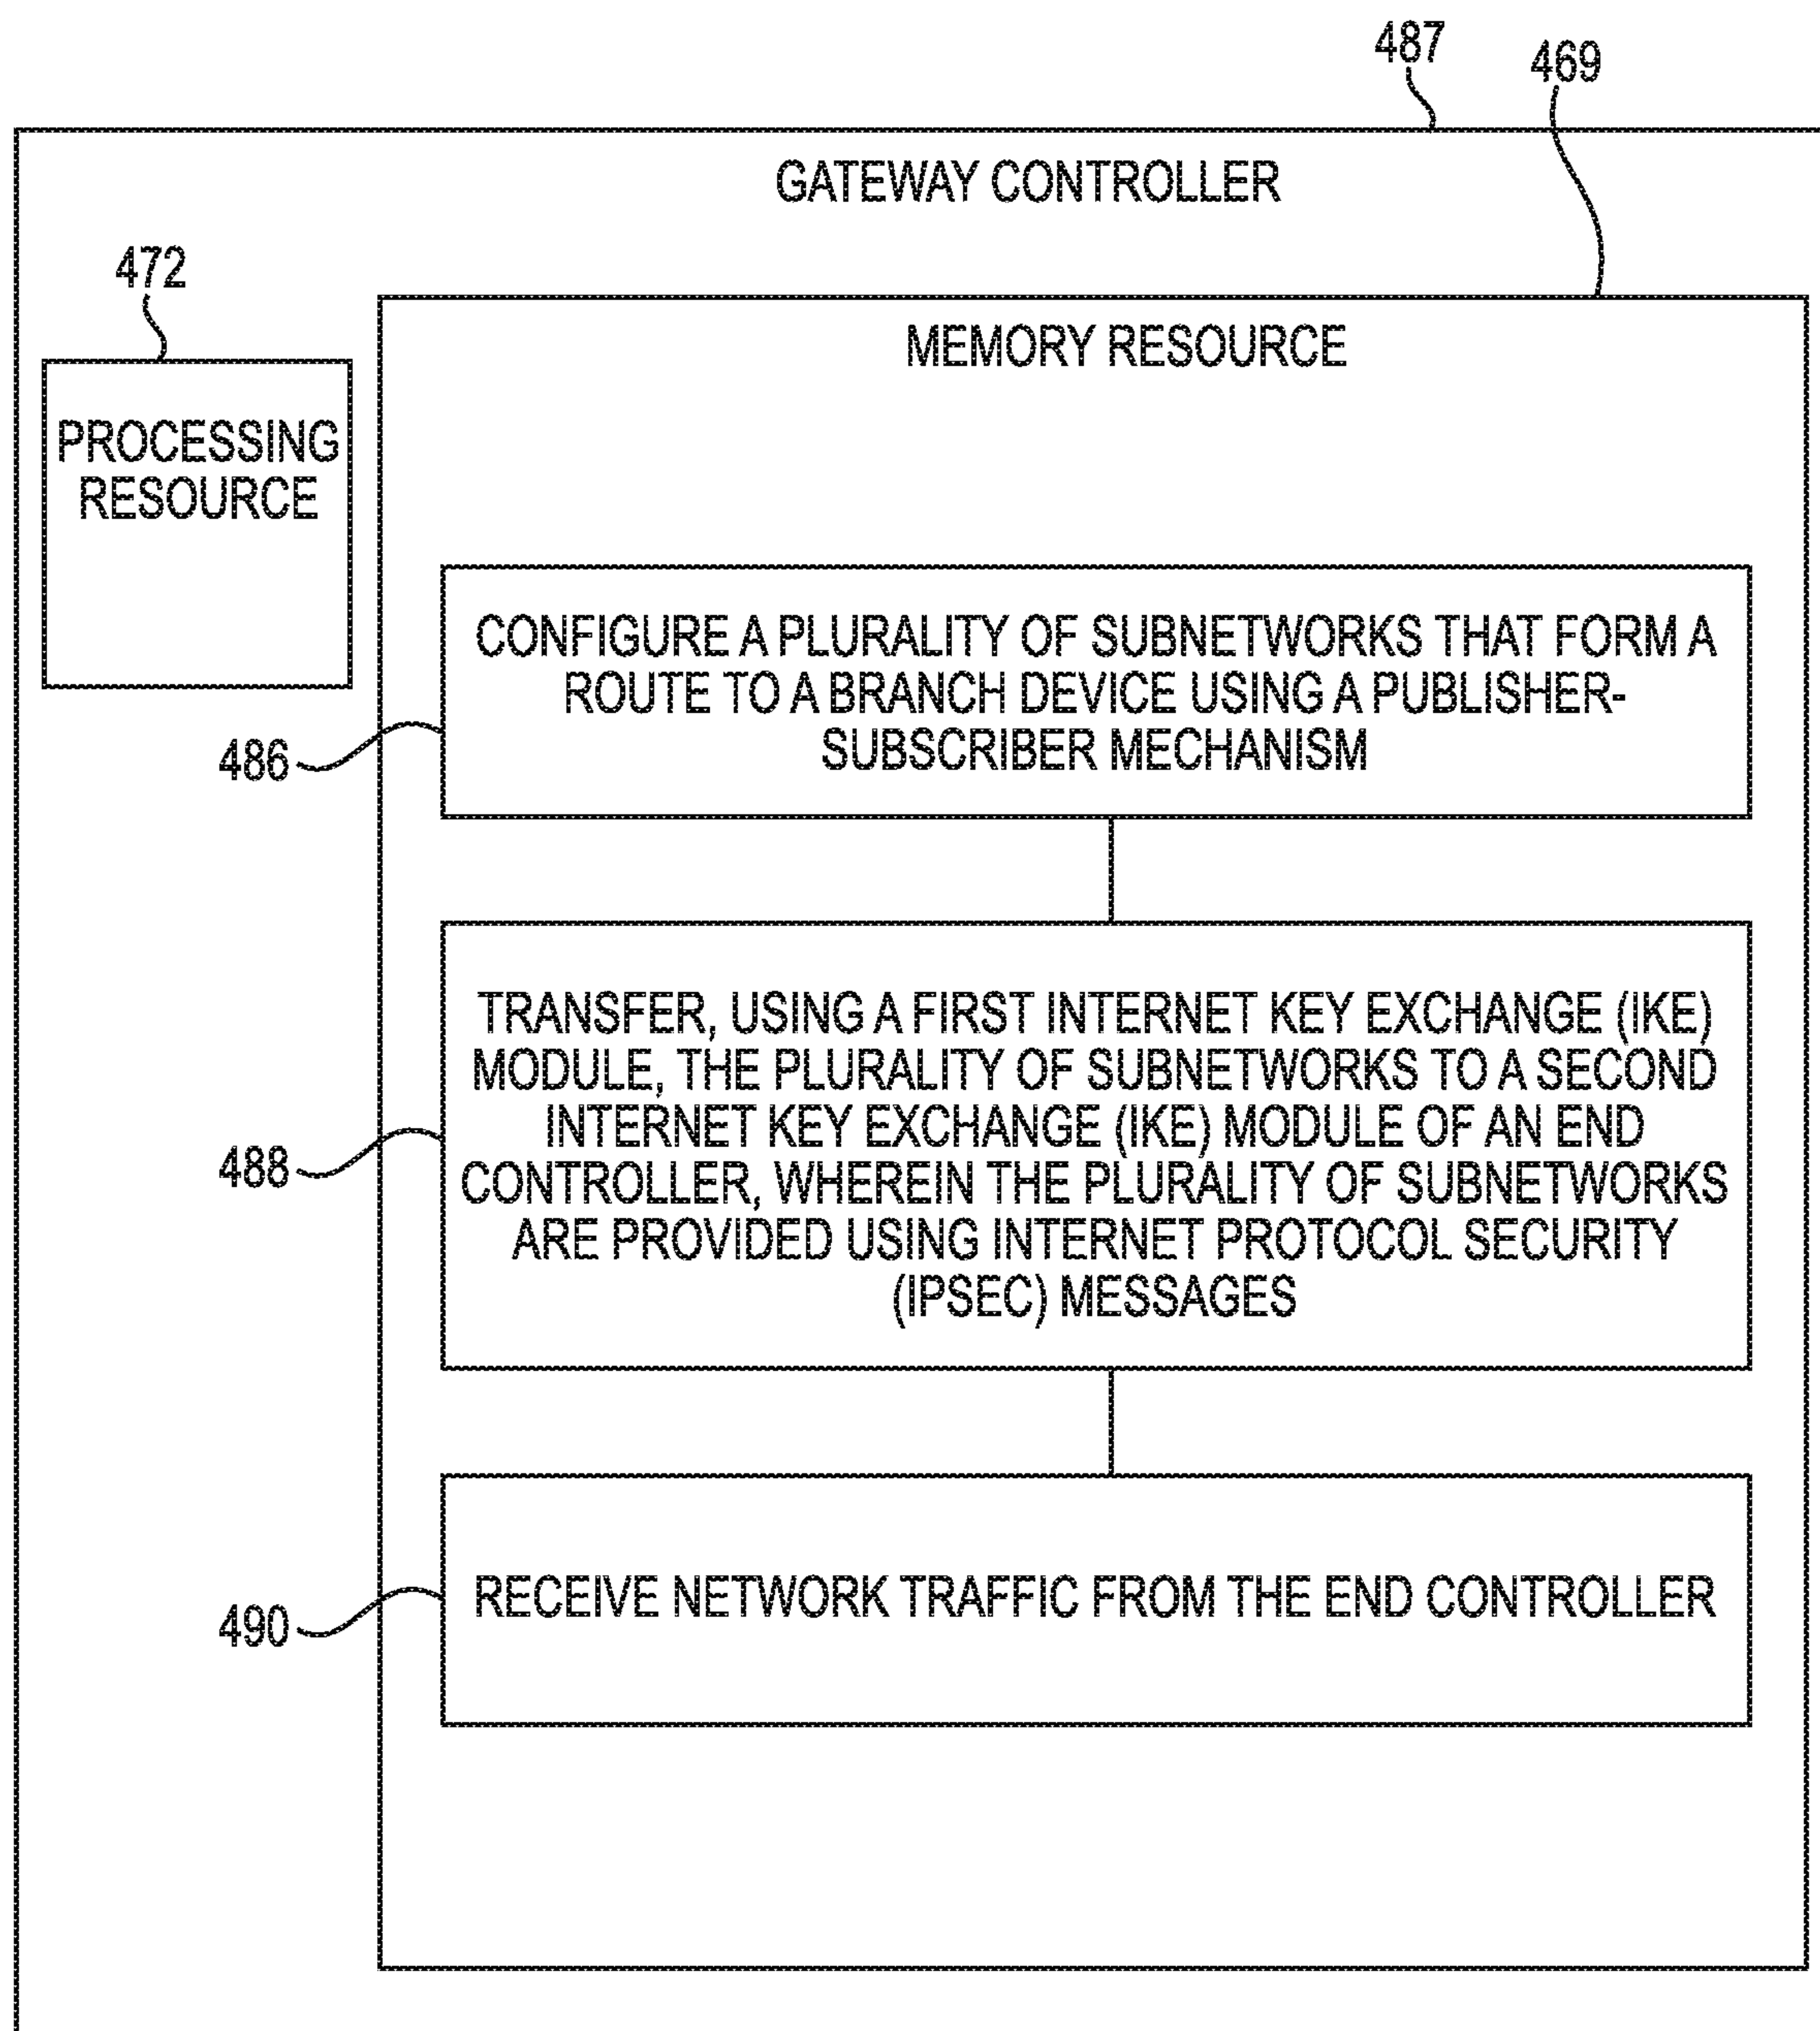 487
469
GATEWAY CONTROLLER
472
MEMORY RESOURCE
PROCESSING
RESOURCE
CONFIGURE A PLURALITY OF SUBNETWORKS THAT FORM A
ROUTE TO A BRANCH DEVICE USING A PUBLISHER-
SUBSCRIBER MECHANISM
486
TRANSFER, USING A FIRST INTERNET KEY EXCHANGE (IKE)
MODULE, THE PLURALITY OF SUBNETWORKS TO A SECOND
INTERNET KEY EXCHANGE (IKE) MODULE OF AN END
CONTROLLER, WHEREIN THE PLURALITY OF SUBNETWORKS
ARE PROVIDED USING INTERNET PROTOCOL SECURITY
(IPSEC) MESSAGES
488
RECEIVE NETWORK TRAFFIC FROM THE END CONTROLLER
490